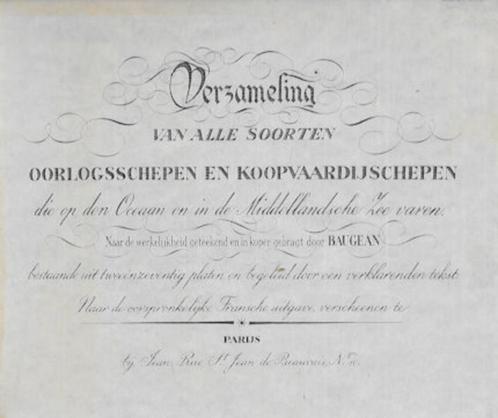 Verzameling
VAN ALLE SOORTEN
OORLOGSSCHEPEN EN KOOPVAARDIJSCHEPEN
die op den Oceaan en in de Middellandsche Zee varen.
Naar de werkelijkheid geteekend en in koper gebragt door BAUGEAN
bestaande uit tweeënzeventig platen en begeleid door een verklarenden tekst
Naar de oorspronkelijke Fransche uitgave, verscheenen te
PARIJS
bij Jean, Rue St. Jean de Beauvais, N.